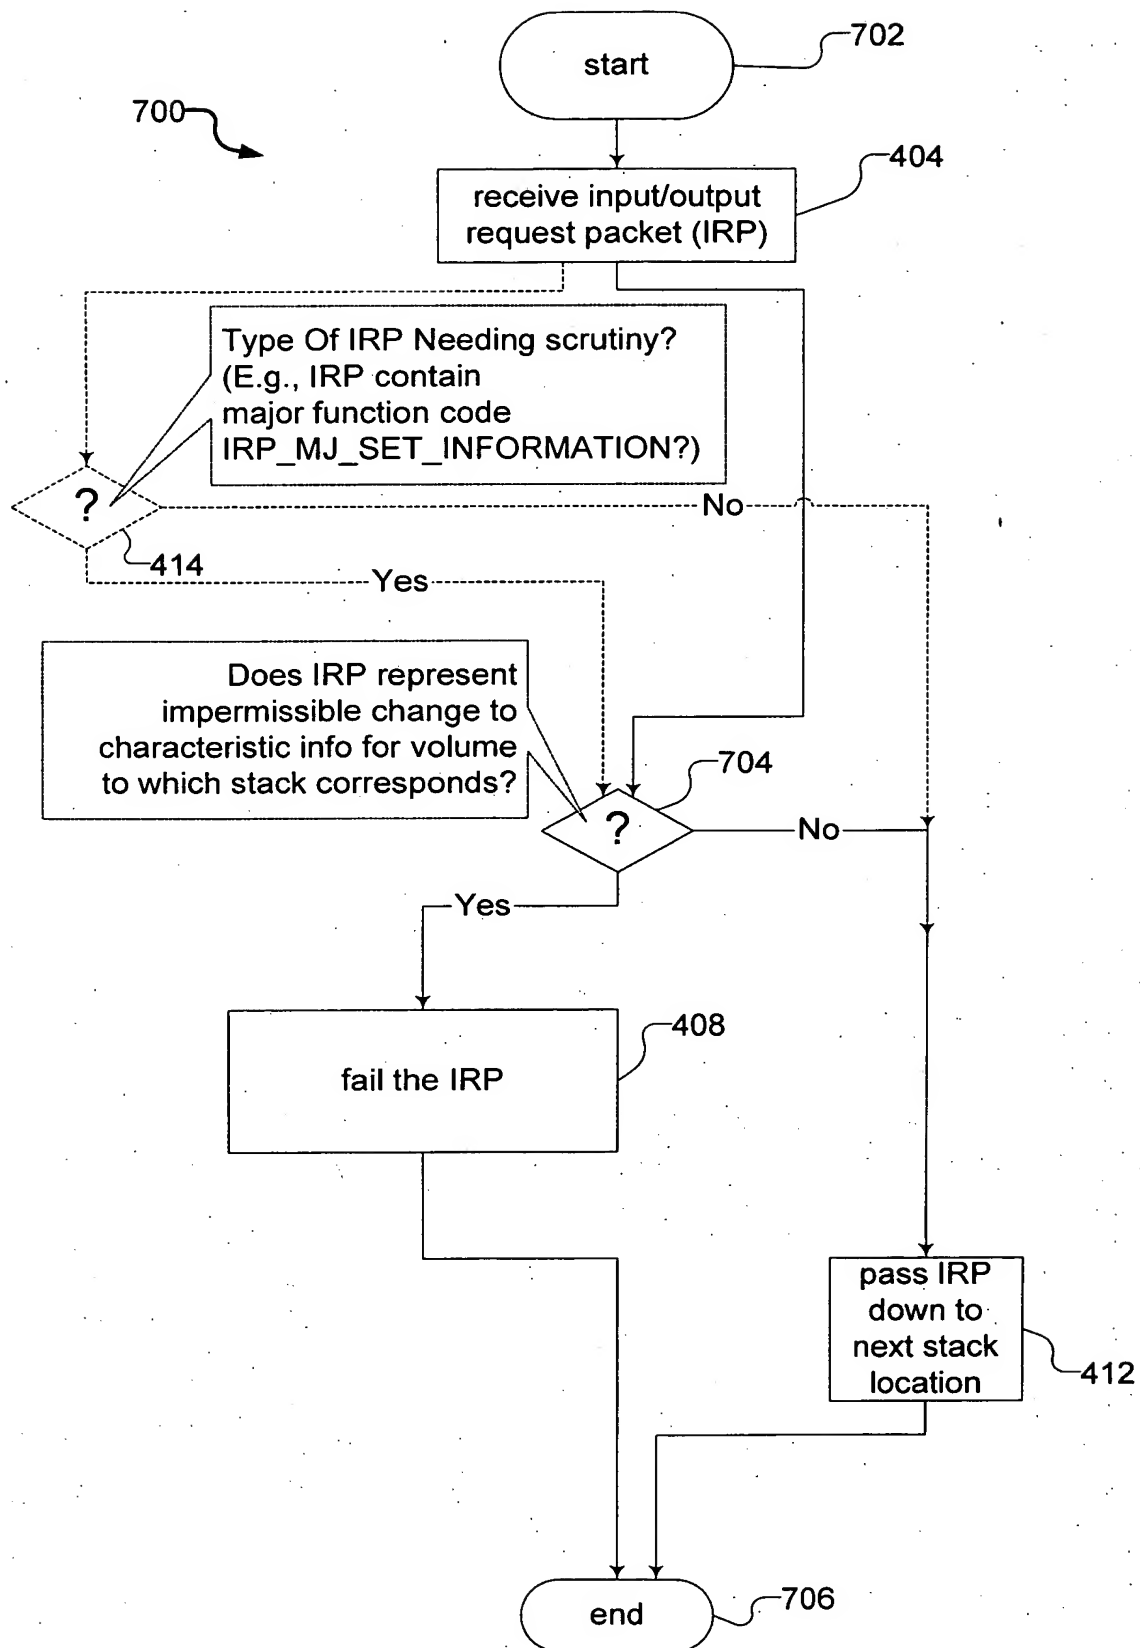 start
702
700
receive input/output
request packet (IRP)
404
Type Of IRP Needing scrutiny?
(E.g., IRP contain
major function code
IRP_MJ_SET_INFORMATION?)
?
No
414
Yes
Does IRP represent
impermissible change to
characteristic info for volume
to which stack corresponds?
704
?
No
Yes
fail the IRP
408
pass IRP
down to
next stack
location
412
end
706